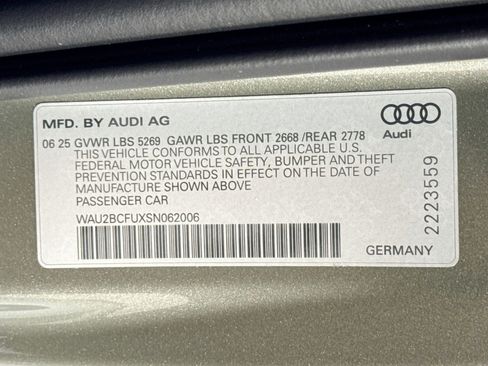 MFD. BY AUDI AG
06 25 GVWR LBS 5269 GAWR LBS FRONT 2668 /REAR 2778
THIS VEHICLE CONFORMS TO ALL APPLICABLE U.S.
FEDERAL MOTOR VEHICLE SAFETY, BUMPER AND THEFT
PREVENTION STANDARDS IN EFFECT ON THE DATE OF
MANUFACTURE SHOWN ABOVE
PASSENGER CAR
WAU2BCFUXSN062006
Audi
2223559
GERMANY